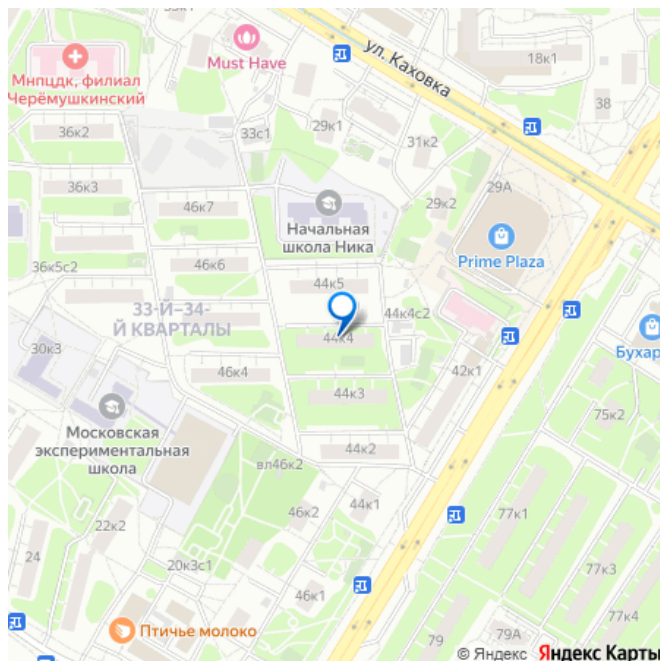 18к1
Must Have
ул. Каховка
Мнпцдк, филиал
Черёмушкинский
38
36к2
33с1
29к1
31к2
36к3
29А
46к7
29к2
Начальная
школа Ника
Prime Plaza
36к5с2
46к6
44к5
33-Й–34-
Й КВАРТАЛЫ
44к4с2
44к4
30к3
Бухар
46к4
42к1
44к3
75к2
Московская
экспериментальная
школа
44к2
вл46к2
22к2
46к2
44к1
77к1
24
20к3с1
77к3
46к1
77к4
Птичье молоко
79
79А
© Яндекс Яндекс Карты